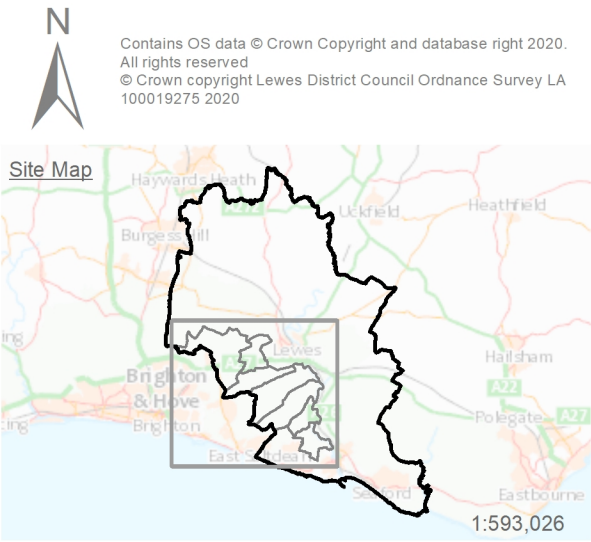 N
Contains OS data © Crown Copyright and database right 2020.
All rights reserved
© Crown copyright Lewes District Council Ordnance Survey LA
100019275 2020
Site Map
Haywards Heath
Uckfield
Heathfield
Burgess Hill
Lewes
Hailsham
Brighton
& Hove
Brighton
A22
Polegate
A27
East Saltdean
Seaford
Eastbourne
1:593,026